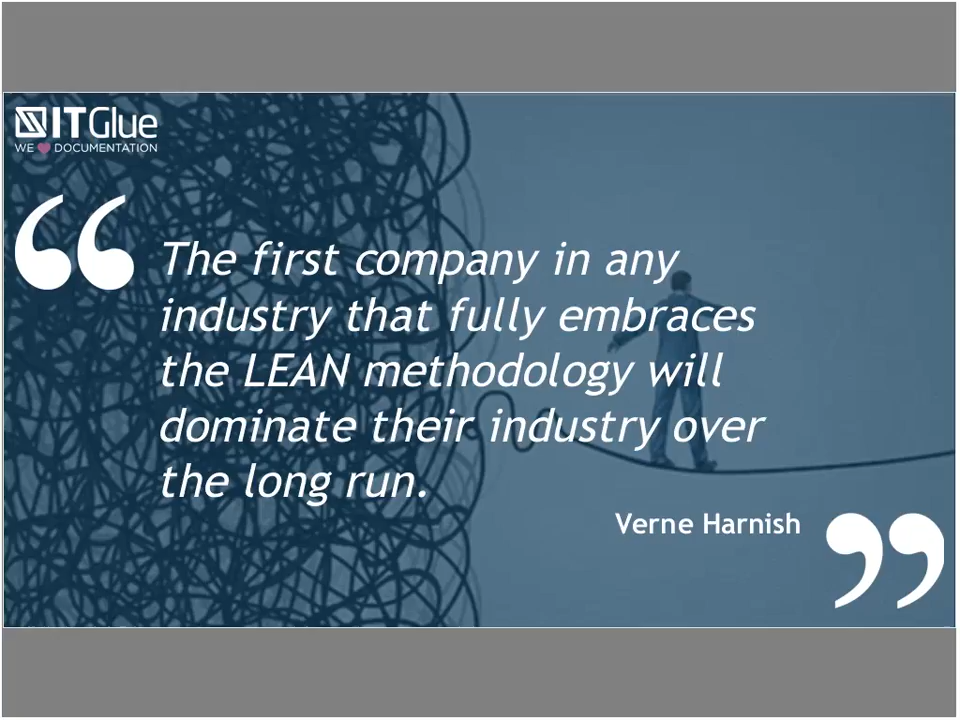 ITGlue
WE ♥ DOCUMENTATION
“
The first company in any
industry that fully embraces
the LEAN methodology will
dominate their industry over
the long run.
Verne Harnish
”